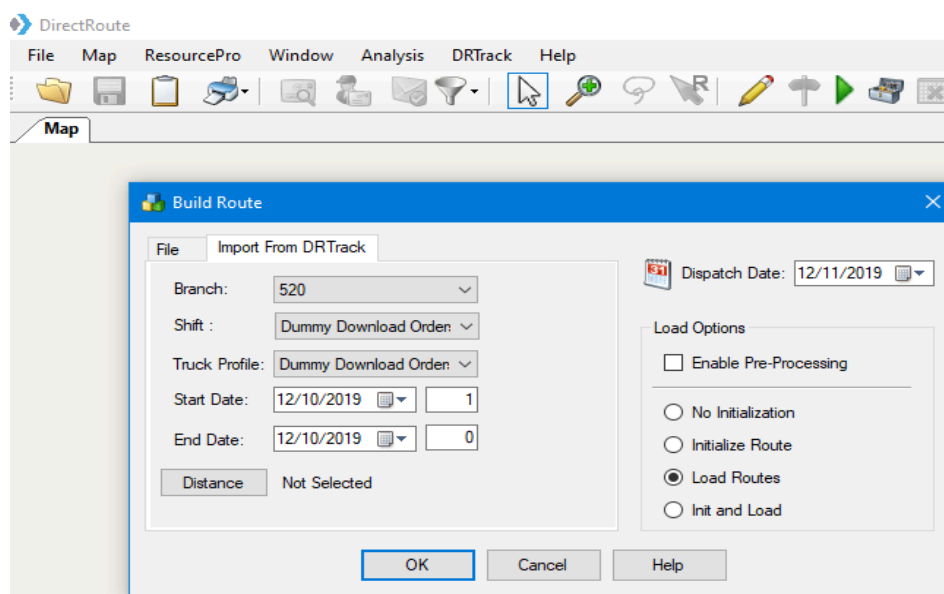 DirectRoute
File Map ResourcePro Window Analysis DRTrack Help
R
Map
Build Route
File Import From DRTrack
31 Dispatch Date: 12/11/2019
Branch: 520
Shift : Dummy Download Orders
Truck Profile: Dummy Download Orders
Start Date: 12/10/2019 1
End Date: 12/10/2019 0
Distance Not Selected
Load Options
Enable Pre-Processing
No Initialization
Initialize Route
Load Routes
Init and Load
OK Cancel Help